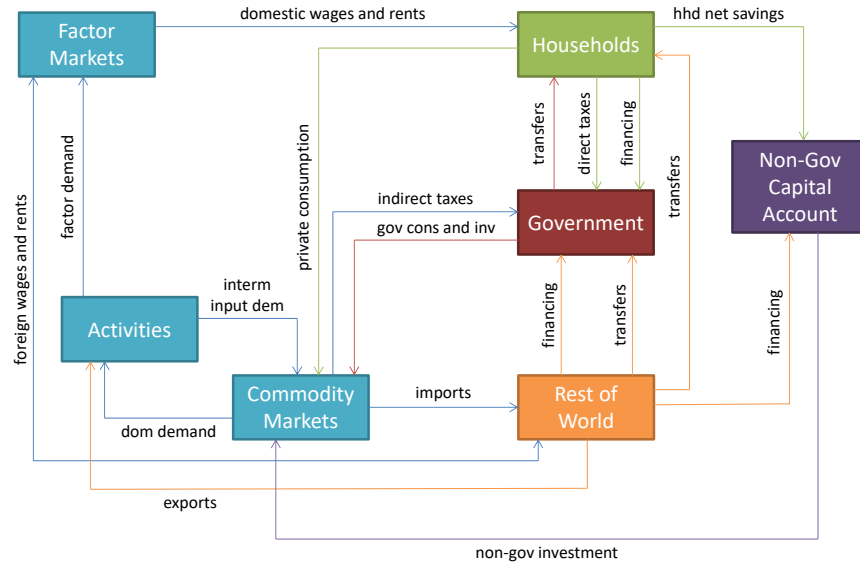 domestic wages and rents
hhd net savings
Factor
Markets
Households
factor demand
foreign wages and rents
private consumption
transfers
direct taxes
financing
transfers
Non-Gov
Capital
Account
indirect taxes
Government
gov cons and inv
interm
input dem
Activities
financing
transfers
financing
Commodity
Markets
imports
Rest of
World
dom demand
exports
non-gov investment